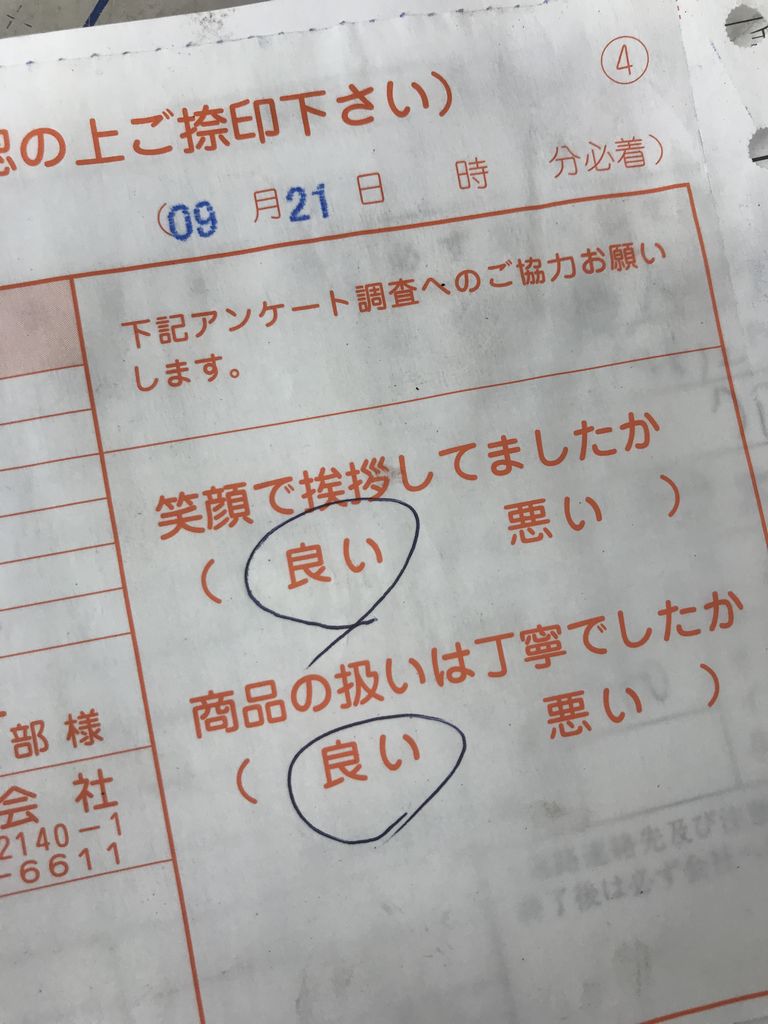 ④
の上ご捺印下さい)
(09月21日 時 分必着)
下記アンケート調査へのご協力お願い
します。
笑顔で挨拶してましたか
( 良い 悪い )
商品の扱いは丁寧でしたか
( 良い 悪い )
部様
会社
2140-1
-6611